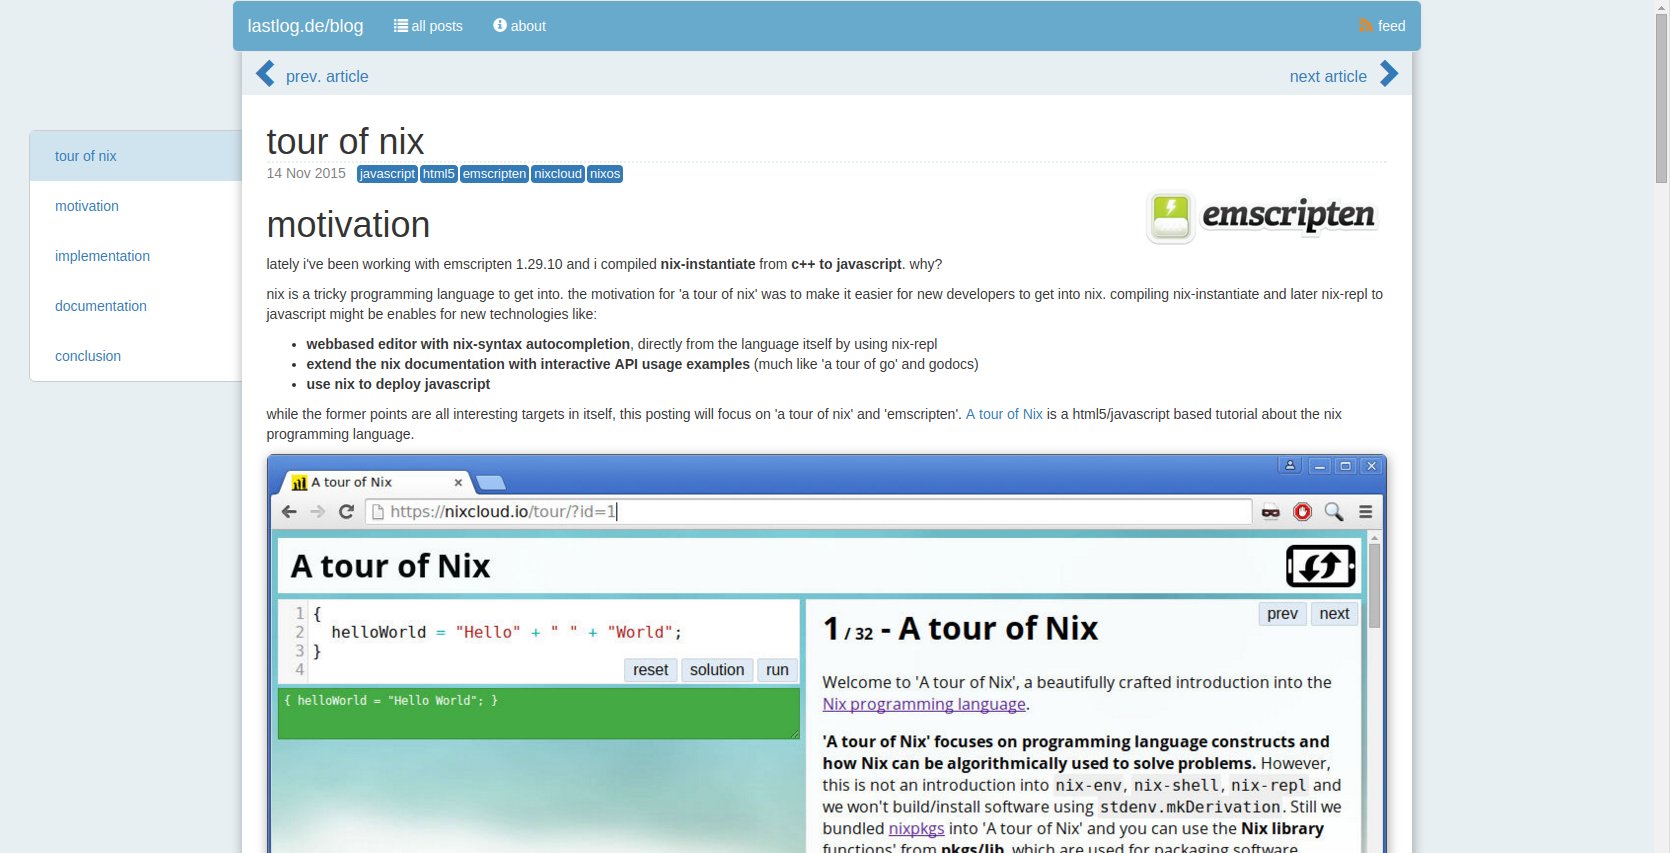 lastlog.de/blog
all posts
about
feed
prev. article
next article
tour of nix
motivation
implementation
documentation
conclusion
tour of nix
14 Nov 2015 javascript html5 emscripten nixcloud nixos
emscripten
motivation
lately i've been working with emscripten 1.29.10 and i compiled nix-instantiate from c++ to javascript. why?
nix is a tricky programming language to get into. the motivation for 'a tour of nix' was to make it easier for new developers to get into nix. compiling nix-instantiate and later nix-repl to
javascript might be enables for new technologies like:
• webbased editor with nix-syntax autocompletion, directly from the language itself by using nix-repl
• extend the nix documentation with interactive API usage examples (much like 'a tour of go' and godocs)
• use nix to deploy javascript
while the former points are all interesting targets in itself, this posting will focus on 'a tour of nix' and 'emscripten'. A tour of Nix is a html5/javascript based tutorial about the nix
programming language.
A tour of Nix
https://nixcloud.io/tour/?id=1
A tour of Nix
1 {
2   helloWorld = "Hello" + " " + "World";
3 }
4
reset solution run
{ helloWorld = "Hello World"; }
prev next
1 / 32 - A tour of Nix
Welcome to 'A tour of Nix', a beautifully crafted introduction into the
Nix programming language.
'A tour of Nix' focuses on programming language constructs and
how Nix can be algorithmically used to solve problems. However,
this is not an introduction into nix-env, nix-shell, nix-repl and
we won't build/install software using stdenv.mkDerivation. Still we
bundled nixpkgs into 'A tour of Nix' and you can use the Nix library
functions' from pkgs/lib, which are used for packaging software.